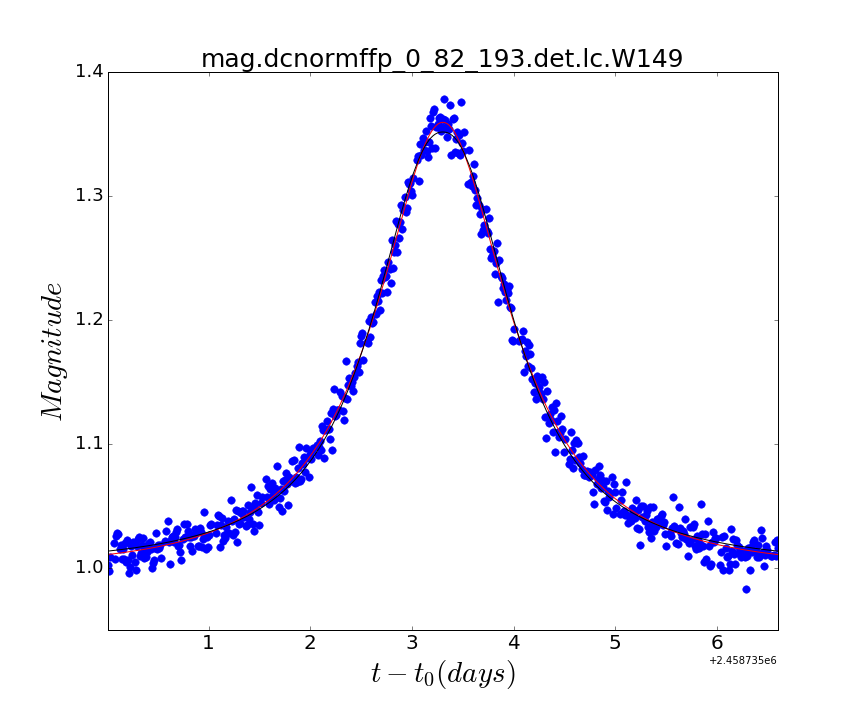 mag.dcnormffp_0_82_193.det.lc.W149
1.4
1.3
1.2
1.1
1.0
Magnitude
1 2 3 4 5 6
+2.458735e6
t − t₀(days)